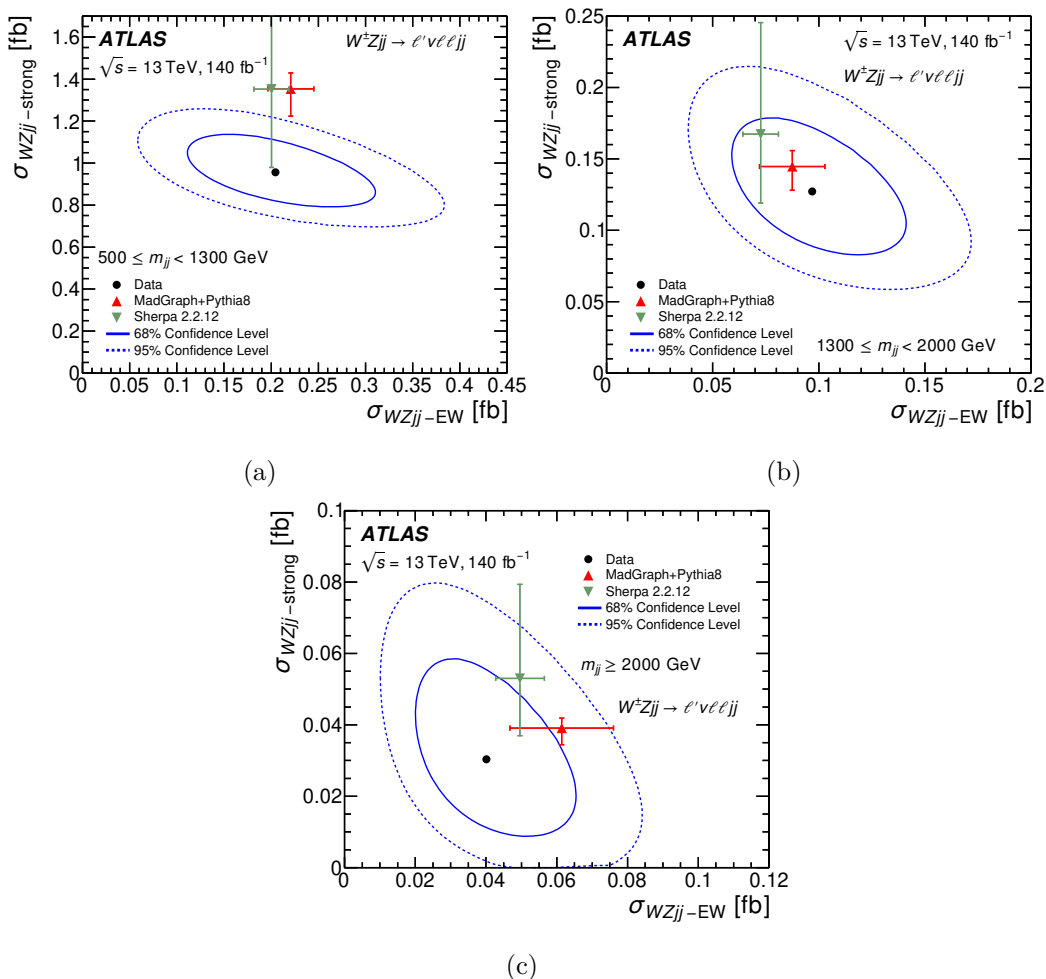 ATLAS
√s = 13 TeV, 140 fb⁻¹
W±Zjj → ℓ′νℓℓjj
500 ≤ mjj < 1300 GeV
Data
MadGraph+Pythia8
Sherpa 2.2.12
68% Confidence Level
95% Confidence Level
σWZjj−strong [fb]
1.6
1.4
1.2
1
0.8
0.6
0.4
0.2
0
0 0.05 0.1 0.15 0.2 0.25 0.3 0.35 0.4 0.45
σWZjj−EW [fb]
(a)
ATLAS
√s = 13 TeV, 140 fb⁻¹
W±Zjj → ℓ′νℓℓjj
Data
MadGraph+Pythia8
Sherpa 2.2.12
68% Confidence Level
95% Confidence Level
1300 ≤ mjj < 2000 GeV
σWZjj−strong [fb]
0.25
0.2
0.15
0.1
0.05
0
0 0.05 0.1 0.15 0.2
σWZjj−EW [fb]
(b)
ATLAS
√s = 13 TeV, 140 fb⁻¹
Data
MadGraph+Pythia8
Sherpa 2.2.12
68% Confidence Level
95% Confidence Level
mjj ≥ 2000 GeV
W±Zjj → ℓ′νℓℓjj
σWZjj−strong [fb]
0.1
0.08
0.06
0.04
0.02
0
0 0.02 0.04 0.06 0.08 0.1 0.12
σWZjj−EW [fb]
(c)